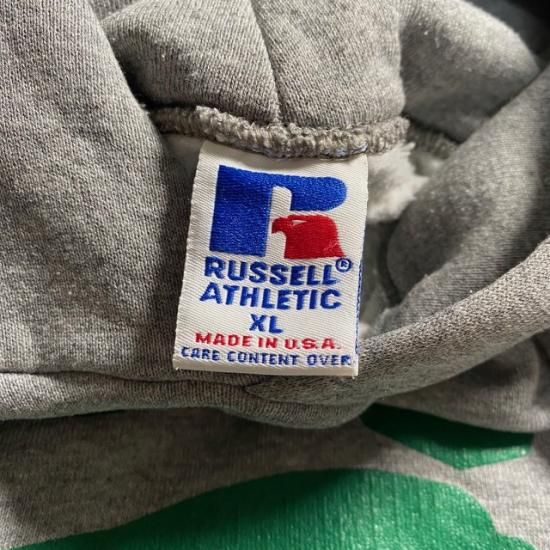 R
RUSSELL®
ATHLETIC
XL
MADE IN U.S.A.
CARE CONTENT OVER